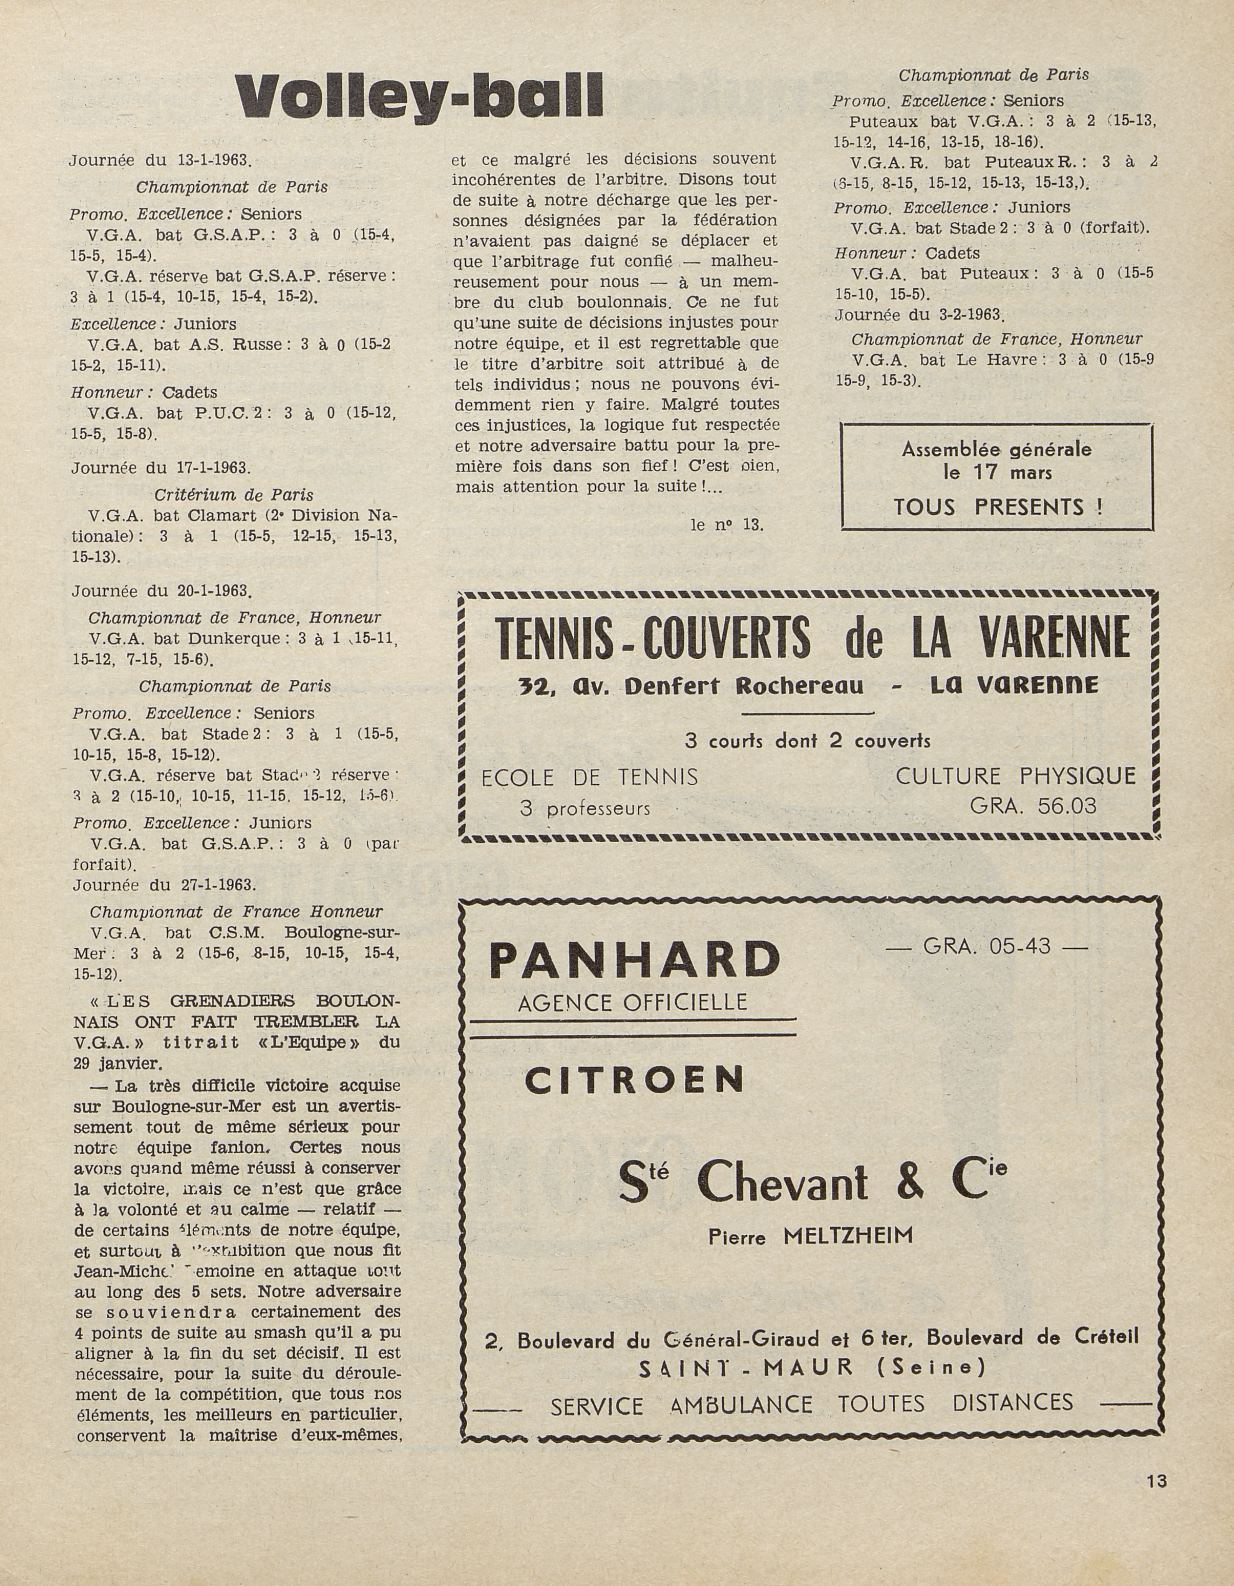 Volley-ball
Journée du 13-1-1963.
Championnat de Paris
Promo. Excellence : Seniors
V.G.A. bat G.S.A.P. : 3 à 0 (15-4,
15-5, 15-4).
V.G.A. réserve bat G.S.A.P. réserve :
3 à 1 (15-4, 10-15, 15-4, 15-2).
Excellence : Juniors
V.G.A. bat A.S. Russe : 3 à 0 (15-2
15-2, 15-11).
Honneur : Cadets
V.G.A. bat P.U.C. 2 : 3 à 0 (15-12,
15-5, 15-8).
Journée du 17-1-1963.
Critérium de Paris
V.G.A. bat Clamart (2e Division Na-
tionale) : 3 à 1 (15-5, 12-15, 15-13,
15-13).
Journée du 20-1-1963.
Championnat de France, Honneur
V.G.A. bat Dunkerque : 3 à 1 (15-11,
15-12, 7-15, 15-6).
Championnat de Paris
Promo. Excellence : Seniors
V.G.A. bat Stade 2 : 3 à 1 (15-5,
10-15, 15-8, 15-12).
V.G.A. réserve bat Stade 2 réserve :
3 à 2 (15-10, 10-15, 11-15, 15-12, 15-6)
Promo. Excellence : Juniors
V.G.A. bat G.S.A.P. : 3 à 0 (par
forfait).
Journée du 27-1-1963.
Championnat de France Honneur
V.G.A. bat C.S.M. Boulogne-sur-
Mer : 3 à 2 (15-6, 8-15, 10-15, 15-4,
15-12).
« LES GRENADIERS BOULON-
NAIS ONT FAIT TREMBLER LA
V.G.A. » titrait « L'Equipe » du
29 janvier.
— La très difficile victoire acquise
sur Boulogne-sur-Mer est un avertis-
sement tout de même sérieux pour
notre équipe fanion. Certes nous
avons quand même réussi à conserver
la victoire, mais ce n'est que grâce
à la volonté et au calme — relatif —
de certains éléments de notre équipe,
et surtout à l'exhibition que nous fit
Jean-Michel Lemoine en attaque tout
au long des 5 sets. Notre adversaire
se souviendra certainement des
4 points de suite au smash qu'il a pu
aligner à la fin du set décisif. Il est
nécessaire, pour la suite du déroule-
ment de la compétition, que tous nos
éléments, les meilleurs en particulier,
conservent la maîtrise d'eux-mêmes,
et ce malgré les décisions souvent
incohérentes de l'arbitre. Disons tout
de suite à notre décharge que les per-
sonnes désignées par la fédération
n'avaient pas daigné se déplacer et
que l'arbitrage fut confié — malheu-
reusement pour nous — à un mem-
bre du club boulonnais. Ce ne fut
qu'une suite de décisions injustes pour
notre équipe, et il est regrettable que
le titre d'arbitre soit attribué à de
tels individus ; nous ne pouvons évi-
demment rien y faire. Malgré toutes
ces injustices, la logique fut respectée
et notre adversaire battu pour la pre-
mière fois dans son fief ! C'est bien,
mais attention pour la suite !...
le n° 13.
Championnat de Paris
Promo. Excellence : Seniors
Puteaux bat V.G.A. : 3 à 2 (15-13,
15-12, 14-16, 13-15, 18-16).
V.G.A. R. bat Puteaux R. : 3 à 2
(6-15, 8-15, 15-12, 15-13, 15-13,).
Promo. Excellence : Juniors
V.G.A. bat Stade 2 : 3 à 0 (forfait).
Honneur : Cadets
V.G.A. bat Puteaux : 3 à 0 (15-5
15-10, 15-5).
Journée du 3-2-1963.
Championnat de France, Honneur
V.G.A. bat Le Havre : 3 à 0 (15-9
15-9, 15-3).
Assemblée générale
le 17 mars
TOUS PRESENTS !
TENNIS - COUVERTS de LA VARENNE
32, av. Denfert Rochereau - LA VARENNE
3 courts dont 2 couverts
ECOLE DE TENNIS CULTURE PHYSIQUE
3 professeurs GRA. 56.03
PANHARD — GRA. 05-43 —
AGENCE OFFICIELLE
CITROEN
Sté Chevant & Cie
Pierre MELTZHEIM
2, Boulevard du Général-Giraud et 6 ter, Boulevard de Créteil
SAINT - MAUR (Seine)
—— SERVICE AMBULANCE TOUTES DISTANCES ——
13